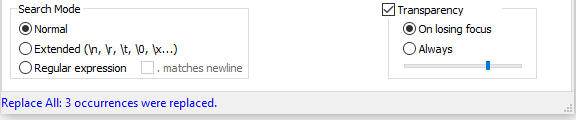 Search Mode
Normal
Extended (\n, \r, \t, \0, \x...)
Regular expression
. matches newline
Transparency
On losing focus
Always
Replace All: 3 occurrences were replaced.